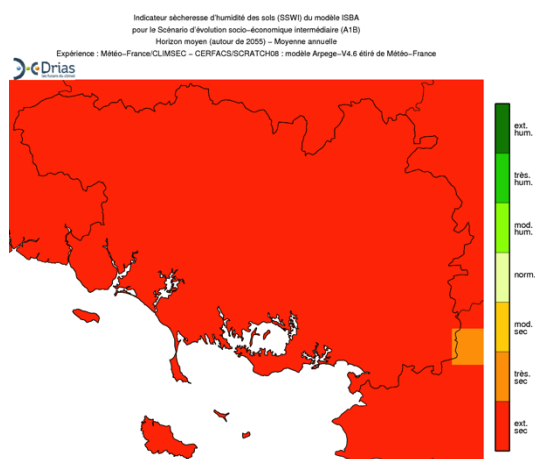 Indicateur sécheresse d'humidité des sols (SSWI) du modèle ISBA
pour le Scénario d'évolution socio-économique intermédiaire (A1B)
Horizon moyen (autour de 2055) – Moyenne annuelle
Expérience : Météo-France/CLIMSEC – CERFACS/SCRATCH08 : modèle Arpege-V4.6 étiré de Météo-France
Drias
ext.
hum.
très.
hum.
mod.
hum.
norm.
mod.
sec
très.
sec
ext.
sec